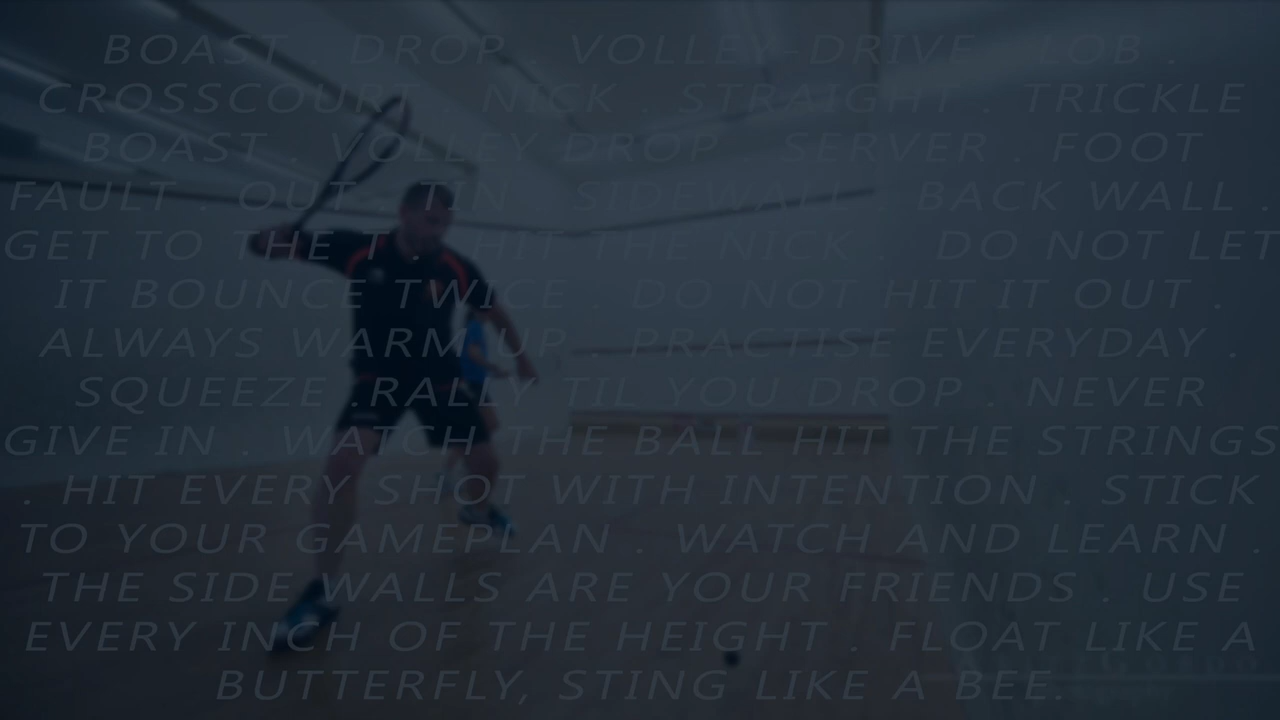 BOAST . DROP . VOLLEY-DRIVE . LOB .
CROSSCOURT . NICK . STRAIGHT . TRICKLE
BOAST . VOLLEY DROP . SERVER . FOOT
FAULT . OUT . TIN . SIDEWALL . BACK WALL .
GET TO HE T . HIT THE NICK . DO NOT LET
IT BOUNCE TWICE . DO NOT HIT IT OUT .
ALWAYS WARM UP . PRACTISE EVERYDAY .
SQUEEZE .RALLY TIL YOU DROP . NEVER
GIVE IN . WATCH THE BALL HIT THE STRINGS
. HIT EVERY SHOT WITH INTENTION . STICK
TO YOUR GAMEPLAN . WATCH AND LEARN .
THE SIDE WALLS ARE YOUR FRIENDS . USE
EVERY INCH OF THE HEIGHT . FLOAT LIKE A
BUTTERFLY, STING LIKE A BEE.